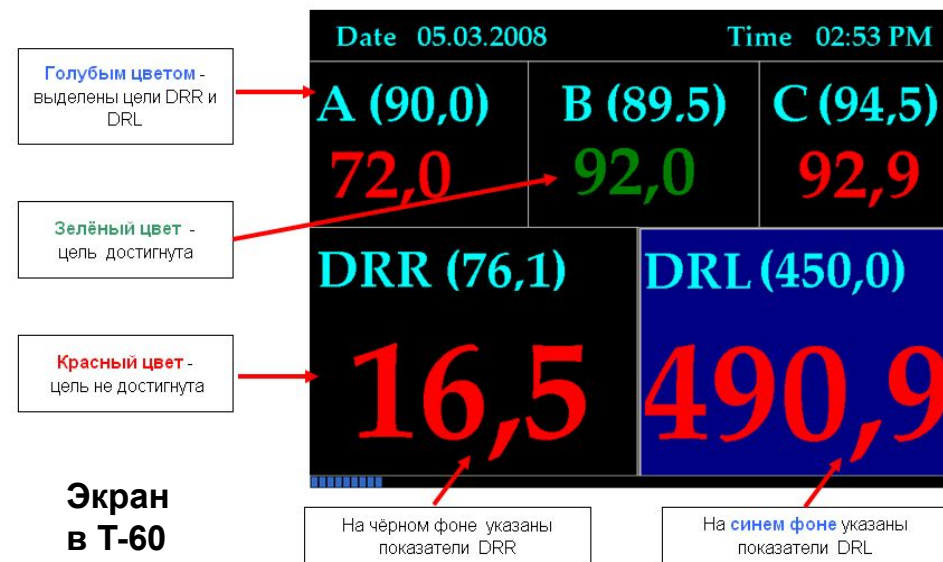 Date 05.03.2008 Time 02:53 PM
Голубым цветом -
выделены цели DRR и
DRL
A (90,0) B (89.5) C (94,5)
72,0 92,0 92,9
Зелёный цвет -
цель достигнута
DRR (76,1) DRL (450,0)
Красный цвет -
цель не достигнута
16,5 490,9
Экран
в Т-60
На чёрном фоне указаны
показатели DRR
На синем фоне указаны
показатели DRL